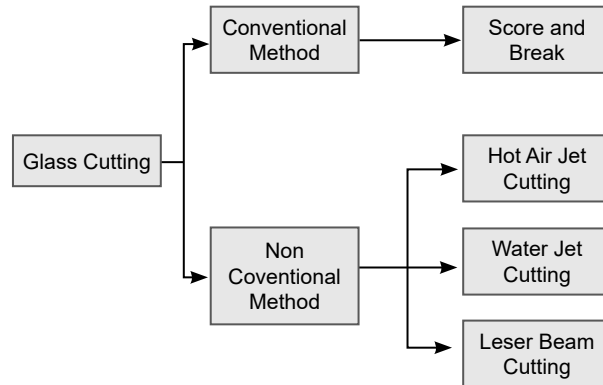 Conventional
Method
Score and
Break
Glass Cutting
Hot Air Jet
Cutting
Non
Coventional
Method
Water Jet
Cutting
Leser Beam
Cutting